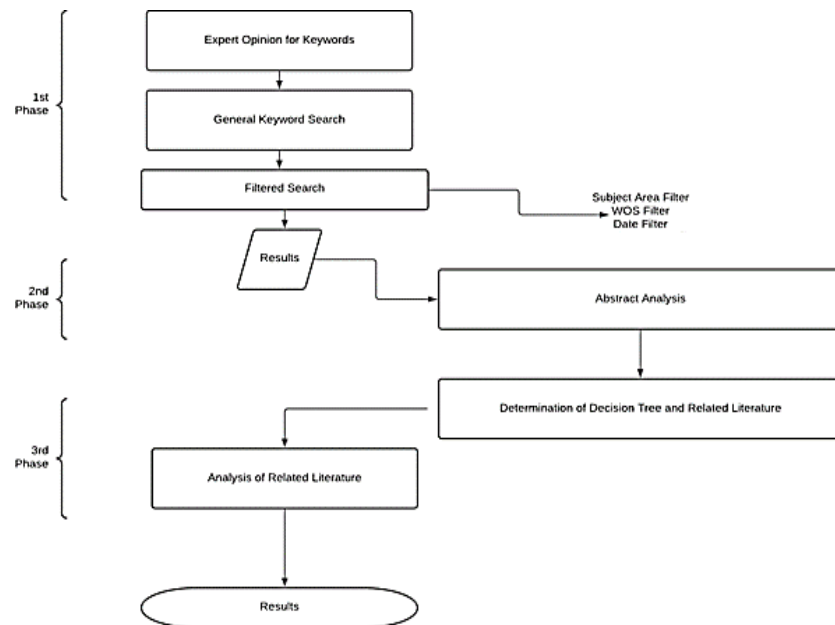 Expert Opinion for Keywords
1st
Phase
General Keyword Search
Filtered Search
Subject Area Filter
WOS Filter
Date Filter
Results
2nd
Phase
Abstract Analysis
Determination of Decision Tree and Related Literature
3rd
Phase
Analysis of Related Literature
Results